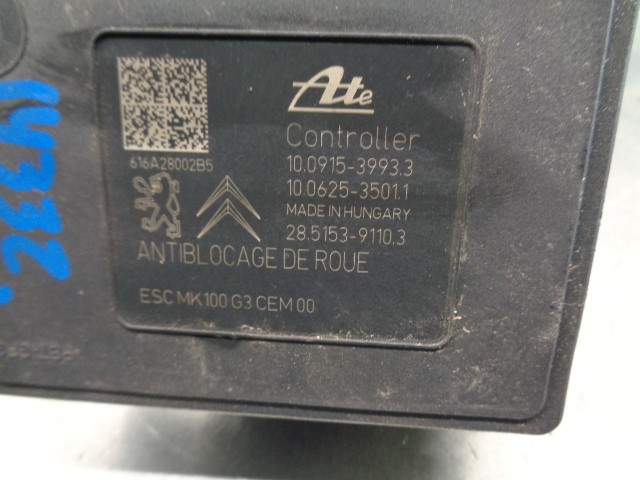 Ate
616A28002B5
Controller
10.0915-3993.3
10.0625-3501.1
MADE IN HUNGARY
28.5153-9110.3
ANTIBLOCAGE DE ROUE
ESC MK100 G3 CEM 00